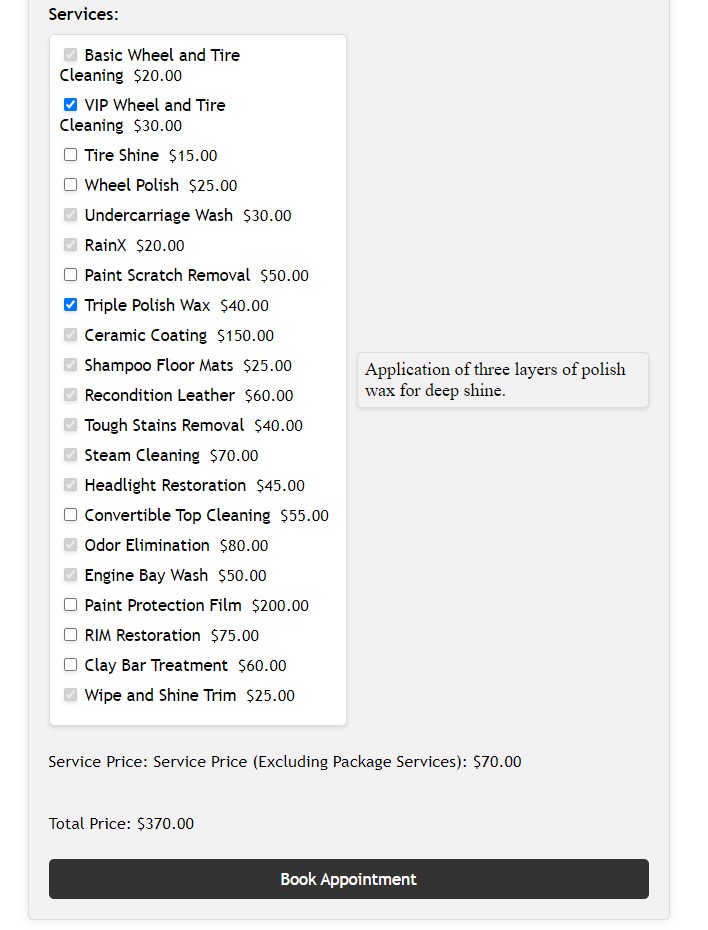 Services:
Basic Wheel and Tire
Cleaning $20.00
VIP Wheel and Tire
Cleaning $30.00
Tire Shine $15.00
Wheel Polish $25.00
Undercarriage Wash $30.00
RainX $20.00
Paint Scratch Removal $50.00
Triple Polish Wax $40.00
Ceramic Coating $150.00
Shampoo Floor Mats $25.00
Recondition Leather $60.00
Tough Stains Removal $40.00
Steam Cleaning $70.00
Headlight Restoration $45.00
Convertible Top Cleaning $55.00
Odor Elimination $80.00
Engine Bay Wash $50.00
Paint Protection Film $200.00
RIM Restoration $75.00
Clay Bar Treatment $60.00
Wipe and Shine Trim $25.00
Application of three layers of polish
wax for deep shine.
Service Price: Service Price (Excluding Package Services): $70.00
Total Price: $370.00
Book Appointment